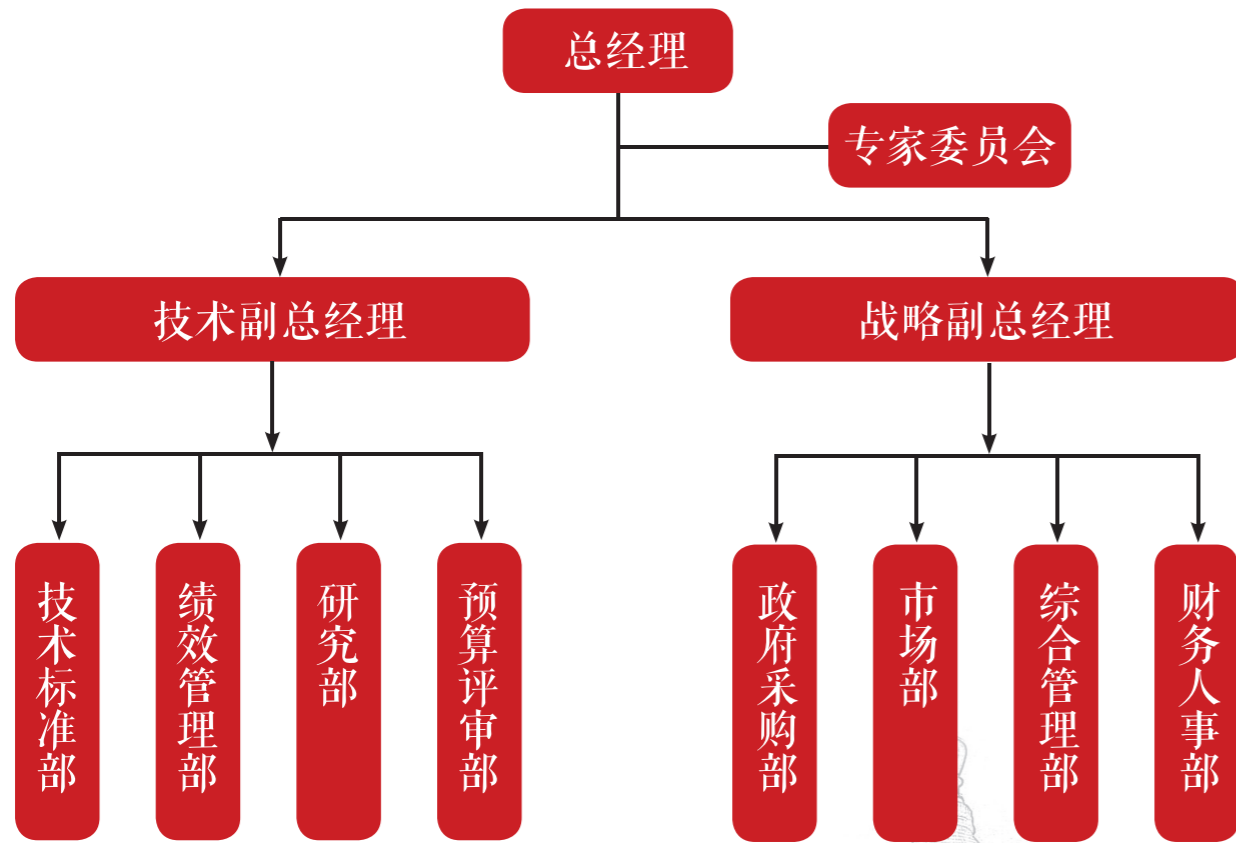 总经理
专家委员会
技术副总经理
战略副总经理
技术标准部
绩效管理部
研究部
预算评审部
政府采购部
市场部
综合管理部
财务人事部